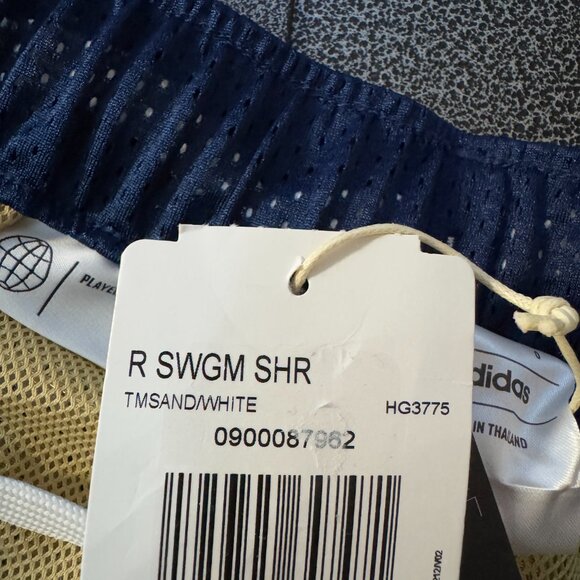 R SWGM SHR
TMSAND/WHITE HG3775
0900087962
adidas
IN THAILAND